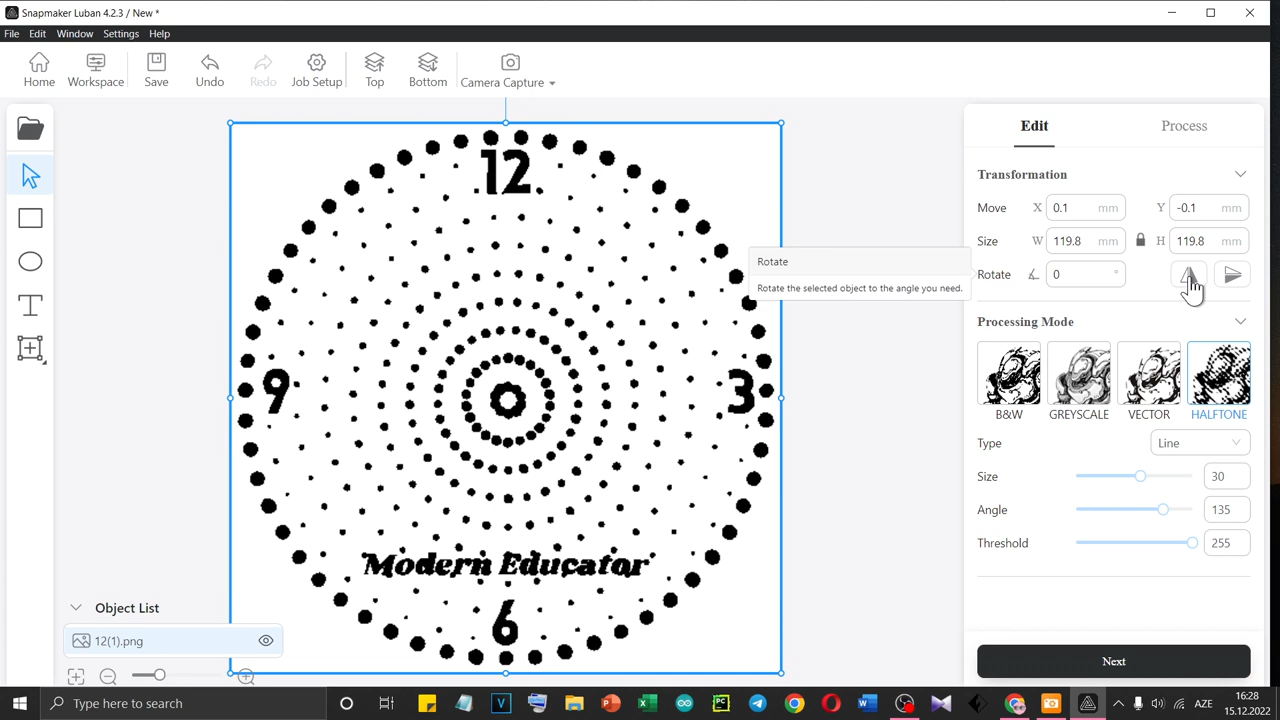 Snapmaker Luban 4.2.3 / New *
File Edit Window Settings Help
Home Workspace Save Undo Redo Job Setup Top Bottom Camera Capture
Edit Process
Transformation
Move X 0.1 mm Y -0.1 mm
Size W 119.8 mm H 119.8 mm
Rotate 0 °
Rotate
Rotate the selected object to the angle you need.
Processing Mode
B&W GREYSCALE VECTOR HALFTONE
Type Line
Size 30
Angle 135
Threshold 255
Next
12
9 3
Modern Educator
6
Object List
12(1).png
Type here to search
AZE
16:28
15.12.2022